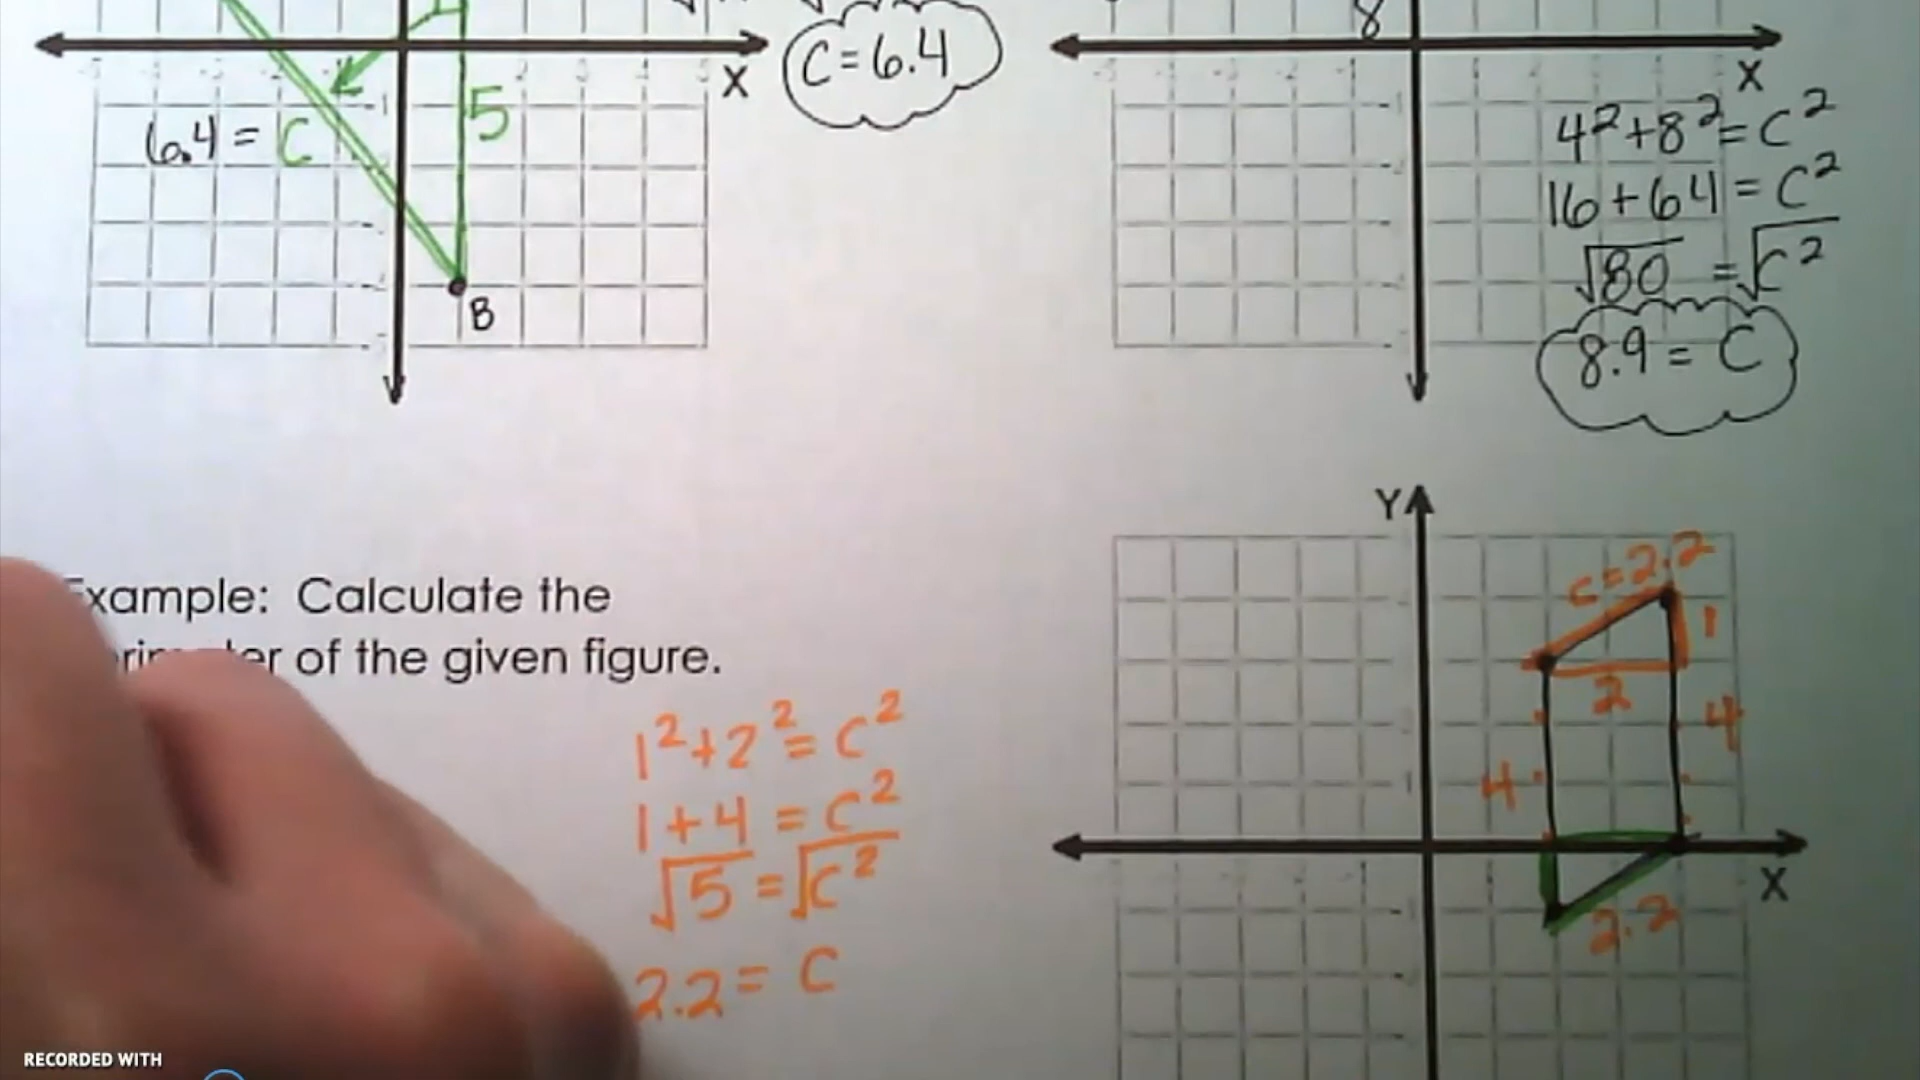 C = 6.4
X
5
6.4 = C
B
8
X
4² + 8² = C²
16 + 64 = C²
√80 = √C²
8.9 = C
Example: Calculate the
of the given figure.
1² + 2² = C²
1 + 4 = C²
√5 = √C²
2.2 = C
Y
C = 2.2
1
2
4
4
X
2.2
RECORDED WITH